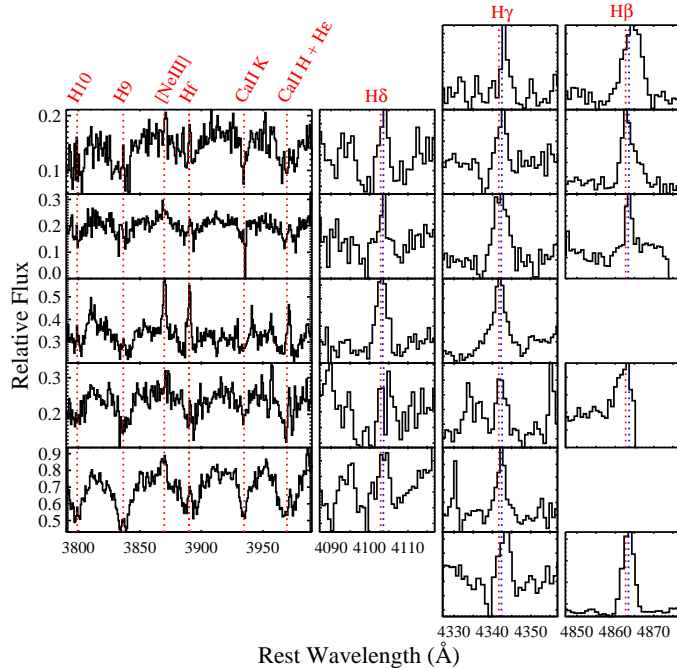 Hγ
Hβ
H10
H9
[NeIII]
Hf
CaII K
CaII H + Hε
Hδ
0.2
0.1
0.3
0.2
0.1
0.0
0.5
0.4
0.3
0.3
0.2
0.9
0.8
0.7
0.6
0.5
Relative Flux
3800
3850
3900
3950
4090
4100
4110
4330
4340
4350
4850
4860
4870
Rest Wavelength (Å)